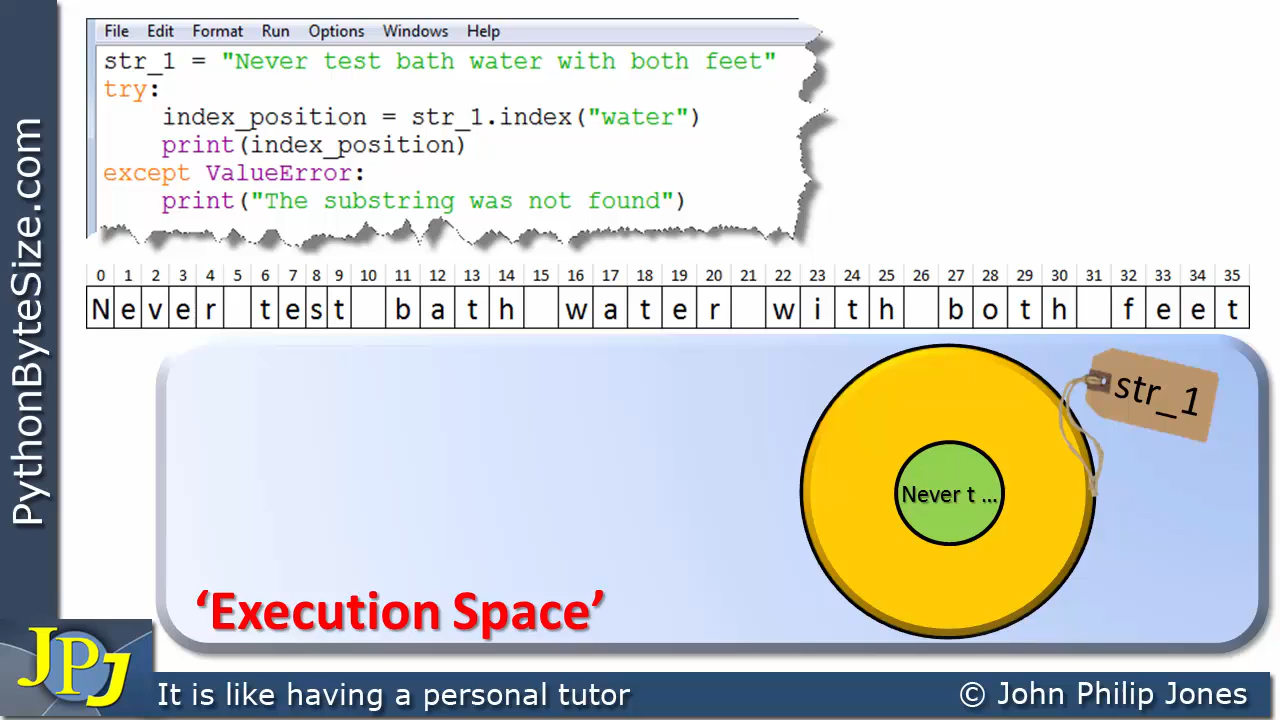 PythonByteSize.com
File Edit Format Run Options Windows Help
str_1 = "Never test bath water with both feet"
try:
    index_position = str_1.index("water")
    print(index_position)
except ValueError:
    print("The substring was not found")
0 1 2 3 4 5 6 7 8 9 10 11 12 13 14 15 16 17 18 19 20 21 22 23 24 25 26 27 28 29 30 31 32 33 34 35
N e v e r t e s t b a t h w a t e r w i t h b o t h f e e t
str_1
Never t ...
‘Execution Space’
JPJ
It is like having a personal tutor
© John Philip Jones